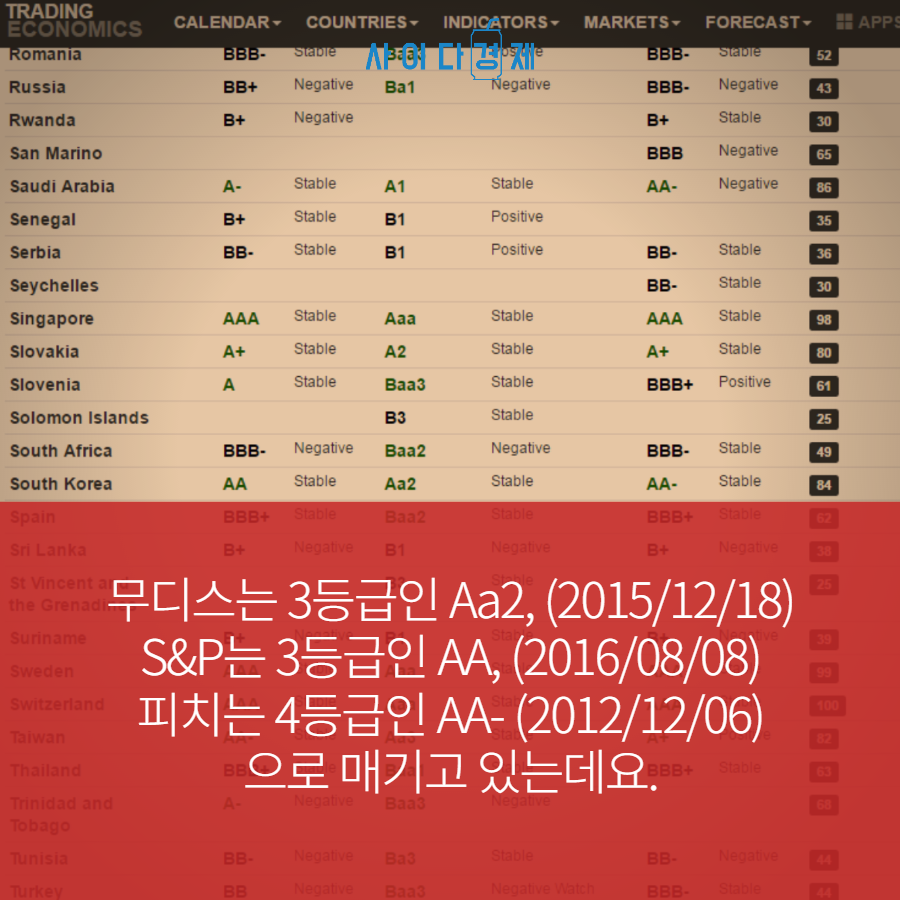 TRADING
ECONOMICS
CALENDAR COUNTRIES INDICATORS MARKETS FORECAST APPS
사이다경제
Romania BBB- Stable BBB- Stable 52
Russia BB+ Negative Ba1 Negative BBB- Negative 43
Rwanda B+ Negative B+ Stable 30
San Marino BBB Negative 65
Saudi Arabia A- Stable A1 Stable AA- Negative 86
Senegal B+ Stable B1 Positive 35
Serbia BB- Stable B1 Positive BB- Stable 36
Seychelles BB- Stable 30
Singapore AAA Stable Aaa Stable AAA Stable 98
Slovakia A+ Stable A2 Stable A+ Stable 80
Slovenia A Stable Baa3 Stable BBB+ Positive 61
Solomon Islands B3 Stable 25
South Africa BBB- Negative Baa2 Negative BBB- Stable 49
South Korea AA Stable Aa2 Stable AA- Stable 84
Spain BBB+ Stable Baa2 Stable BBB+ Stable 62
Sri Lanka B+ Negative B1 Negative B+ Negative 38
St Vincent and 25
the Grenadines
무디스는 3등급인 Aa2, (2015/12/18)
Suriname Negative 39
S&P는 3등급인 AA, (2016/08/08)
Sweden 99
Switzerland 100
피치는 4등급인 AA- (2012/12/06)
Taiwan 82
Thailand BBB+ Stable 63
으로 매기고 있는데요.
Trinidad and A- Negative Baa3 Negative 68
Tobago
Tunisia BB- Negative Ba3 Stable BB- Negative 44
Turkey BB Negative Baa3 Negative Watch BBB- Stable 44